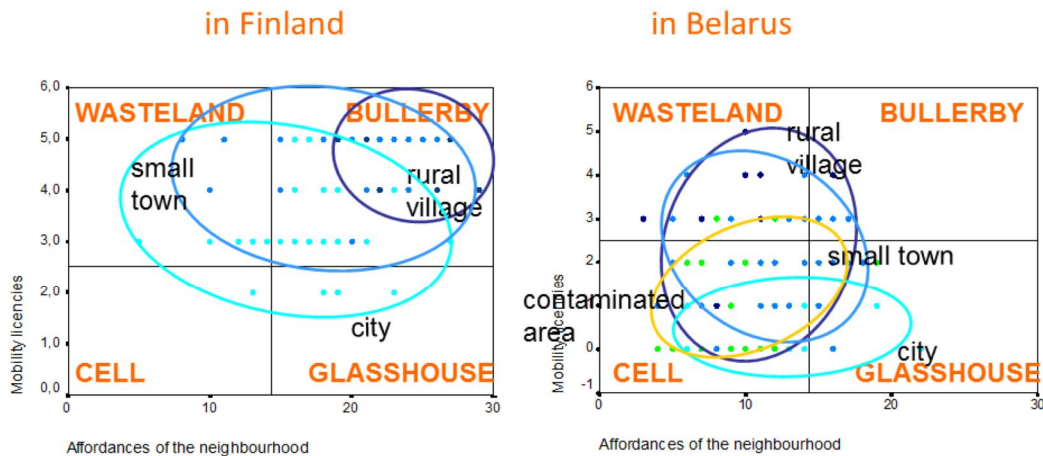 in Finland
in Belarus
Mobility licencies
6,0
5,0
4,0
3,0
2,0
1,0
0,0
WASTELAND
BULLERBY
small
town
rural
village
city
CELL
GLASSHOUSE
0
10
20
30
Affordances of the neighbourhood
Mobility licencies
6
5
4
3
2
1
0
-1
WASTELAND
BULLERBY
rural
village
small town
contaminated
area
city
CELL
GLASSHOUSE
0
10
20
30
Affordances of the neighbourhood